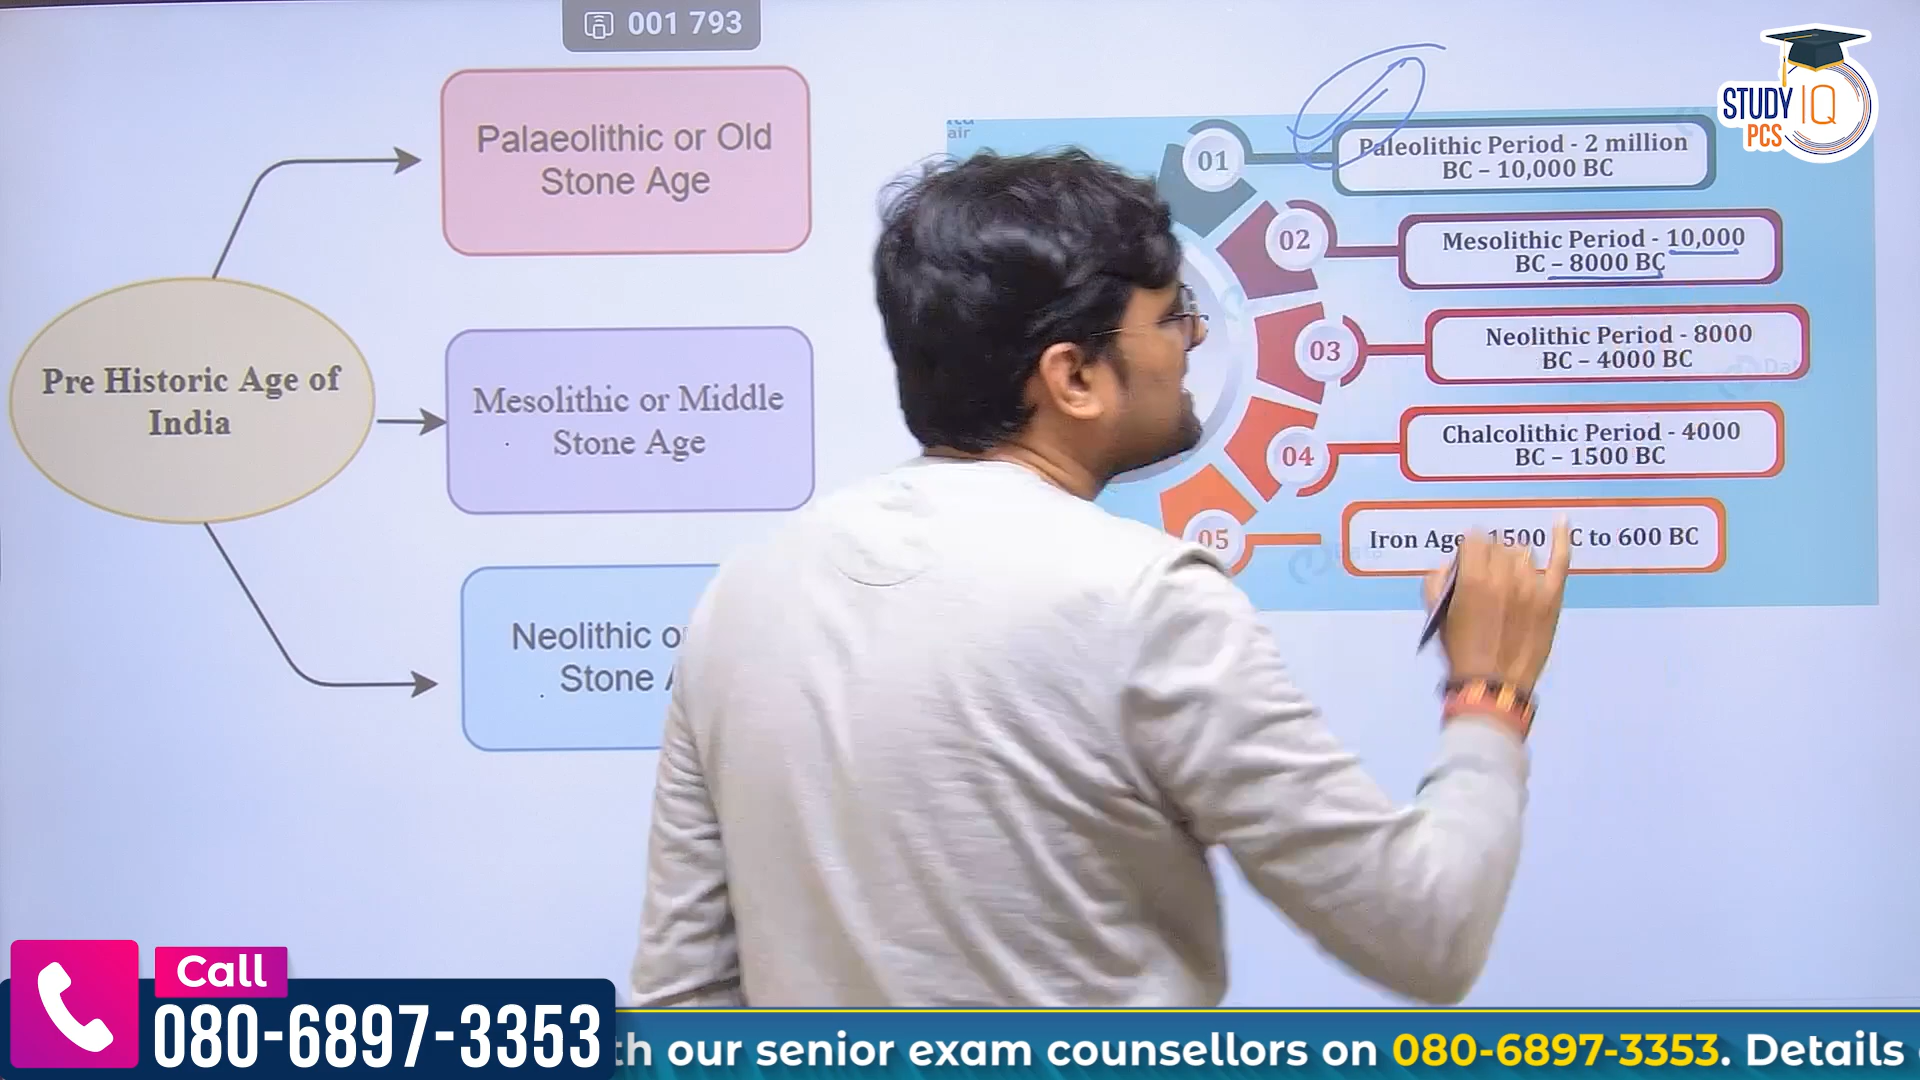 001 793
Palaeolithic or Old
Stone Age
Pre Historic Age of
India
Mesolithic or Middle
Stone Age
Neolithic
Stone
air
01
Paleolithic Period - 2 million
BC – 10,000 BC
02
Mesolithic Period - 10,000
BC – 8000 BC
03
Neolithic Period - 8000
BC – 4000 BC
04
Chalcolithic Period - 4000
BC – 1500 BC
05
Iron Age 1500 to 600 BC
STUDY IQ
PCS
Call
080-6897-3353
our senior exam counsellors on 080-6897-3353. Details